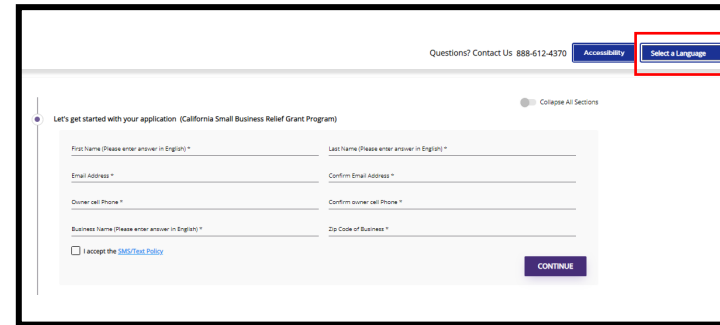 Questions? Contact Us 888-612-4370 Accessibility Select a Language
Collapse All Sections
Let's get started with your application (California Small Business Relief Grant Program)
First Name (Please enter answer in English) * Last Name (Please enter answer in English) *
Email Address * Confirm Email Address *
Owner cell Phone * Confirm owner cell Phone *
Business Name (Please enter answer in English) * Zip Code of Business *
I accept the SMS/Text Policy
CONTINUE